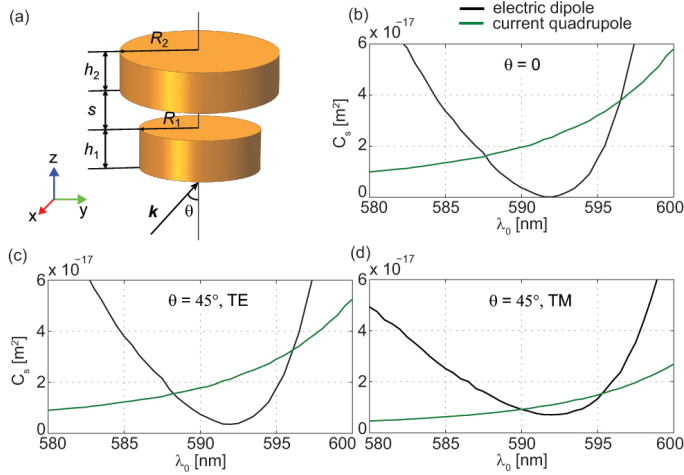 (a)
R₂
h₂
s
R₁
h₁
z
y
x
k
θ
(b)
electric dipole
current quadrupole
x 10⁻¹⁷
θ = 0
Cₛ [m²]
6
4
2
0
580 585 590 595 600
λ₀ [nm]
(c)
x 10⁻¹⁷
θ = 45°, TE
Cₛ [m²]
6
4
2
0
580 585 590 595 600
λ₀ [nm]
(d)
x 10⁻¹⁷
θ = 45°, TM
Cₛ [m²]
6
4
2
0
580 585 590 595 600
λ₀ [nm]